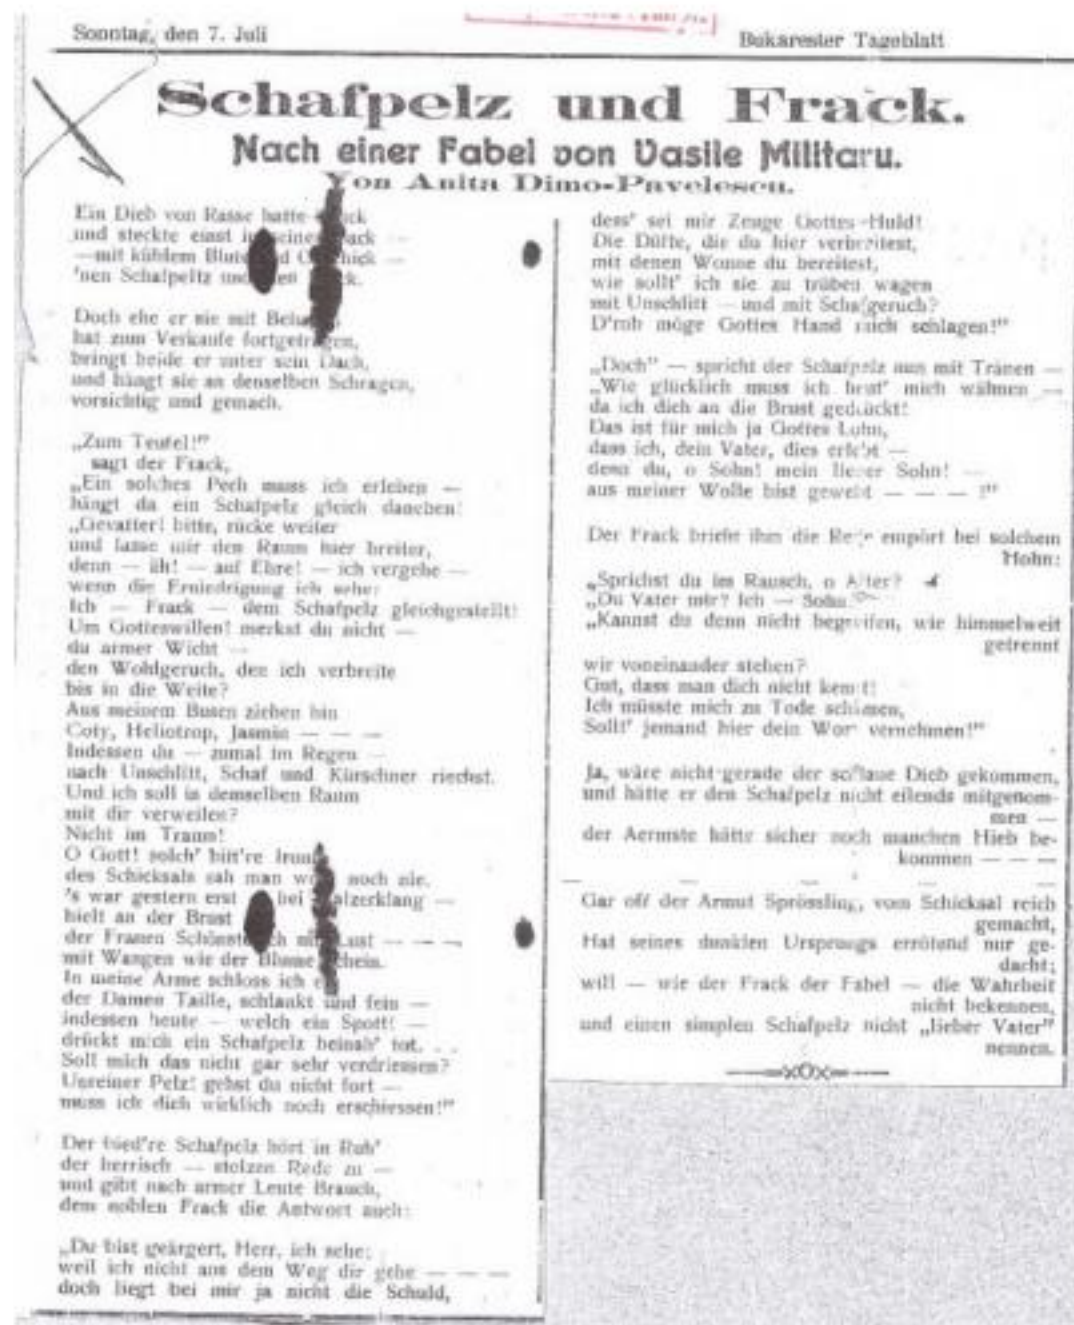 Sonntag, den 7. Juli
Bukarester Tageblatt
Schafpelz und Frack.
Nach einer Fabel von Vasile Militaru.
Von Anita Dimo-Pavelescu.
Ein Dieb von Rasse hatte
und steckte einst in seinen
—mit kühlem Blute
'nen Schafpeltz und
Doch ehe er sie mit
hat zum Verkaufe fortgetragen,
bringt beide er unter sein Dach,
und hängt sie an denselben Schragen,
vorsichtig und gemach.
„Zum Teufel!"
sagt der Frack,
„Ein solches Pech muss ich erleben —
hängt da ein Schafpelz gleich daneben!
„Gevatter! bitte, rücke weiter
und lasse mir den Raum hier breiter,
denn — äh! — auf Ehre! — ich vergehe —
wenn die Erniedrigung ich sehe:
Ich — Frack — dem Schafpelz gleichgestellt!
Um Gotteswillen! merkst du nicht —
du armer Wicht —
den Wohlgeruch, den ich verbreite
bis in die Weite?
Aus meinem Busen ziehen hin
Coty, Heliotrop, Jasmin — — —
Indessen du — zumal im Regen —
nach Unschlitt, Schaf und Kürschner riechst.
Und ich soll in demselben Raum
mit dir verweilen?
Nicht im Traum!
O Gott! solch' bitt're
des Schicksals sah man noch nie.
's war gestern erst bei
hielt an der Brust
der Frauen Schönste Lust — — —
mit Wangen wie der Blume Schein.
In meine Arme schloss ich
der Damen Taille, schlankt und fein —
indessen heute — welch ein Spott! —
drückt mich ein Schafpelz beinah' tot. . .
Soll mich das nicht gar sehr verdriessen?
Unreiner Pelz! gehst du nicht fort —
muss ich dich wirklich noch erschiessen!"
Der bied're Schafpelz hört in Ruh'
der herrisch — stolzen Rede zu —
und gibt nach armer Leute Brauch,
dem noblen Frack die Antwort auch:
„Du bist geärgert, Herr, ich sehe;
weil ich nicht aus dem Weg dir gehe — — —
doch liegt bei mir ja nicht die Schuld,
dess' sei mir Zeuge Gottes Huld!
Die Düfte, die du hier verbreitest,
mit denen Wonne du bereitest,
wie sollt' ich sie zu trüben wagen
mit Unschlitt — und mit Schafgeruch?
D'rob möge Gottes Hand mich schlagen!"
„Doch" — spricht der Schafpelz nun mit Tränen —
„Wie glücklich muss ich heut' mich wähnen —
da ich dich an die Brust gedrückt!
Das ist für mich ja Gottes Lohn,
dass ich, dein Vater, dies erlebt —
denn du, o Sohn! mein lieber Sohn! —
aus meiner Wolle bist gewebt — — — !"
Der Frack bricht ihm die Rede empört bei solchem
Hohn:
„Sprichst du im Rausch, o Alter?
„Du Vater mir? Ich — Sohn?
„Kannst du denn nicht begreifen, wie himmelweit
getrennt
wir voneinander stehen?
Gut, dass man dich nicht kennt!
Ich müsste mich zu Tode schämen,
Sollt' jemand hier dein Wort vernehmen!"
Ja, wäre nicht gerade der schlaue Dieb gekommen,
und hätte er den Schafpelz nicht eilends mitgenom-
men —
der Aermste hätte sicher noch manchen Hieb be-
kommen — — —
Gar oft der Armut Sprössling, vom Schicksal reich
gemacht,
Hat seines dunklen Ursprungs errötend nur ge-
dacht;
will — wie der Frack der Fabel — die Wahrheit
nicht bekennen,
und einen simplen Schafpelz nicht „lieber Vater"
nennen.